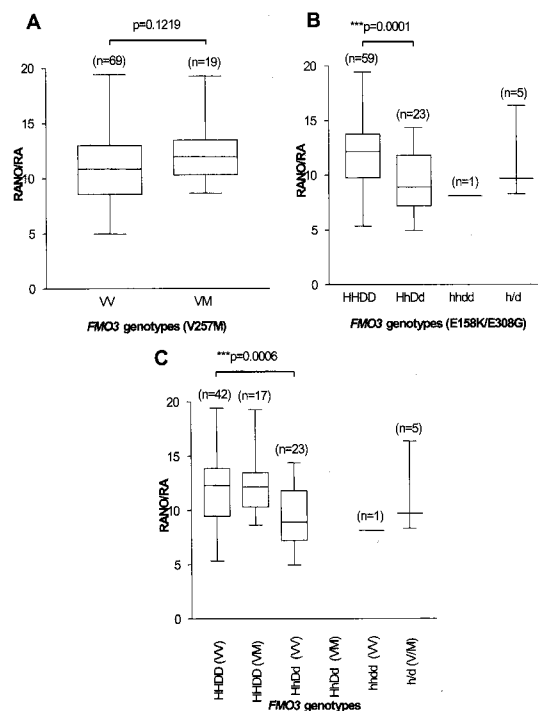 A
p=0.1219
(n=69)
(n=19)
20
15
10
5
0
RANO/RA
VV
VM
FMO3 genotypes (V257M)
B
***p=0.0001
(n=59)
(n=23)
(n=1)
(n=5)
20
15
10
5
0
RANO/RA
HHDD
HhDd
hhdd
h/d
FMO3 genotypes (E158K/E308G)
C
***p=0.0006
(n=42)
(n=17)
(n=23)
(n=1)
(n=5)
20
15
10
5
0
RANO/RA
HHDD (VV)
HHDD (VM)
HhDd (VV)
HhDd (VM)
hhdd (VV)
h/d (V/M)
FMO3 genotypes